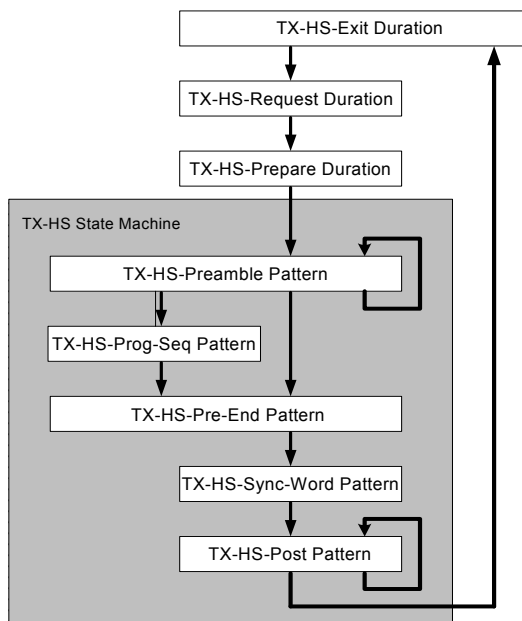 TX-HS-Exit Duration
TX-HS-Request Duration
TX-HS-Prepare Duration
TX-HS State Machine
TX-HS-Preamble Pattern
TX-HS-Prog-Seq Pattern
TX-HS-Pre-End Pattern
TX-HS-Sync-Word Pattern
TX-HS-Post Pattern